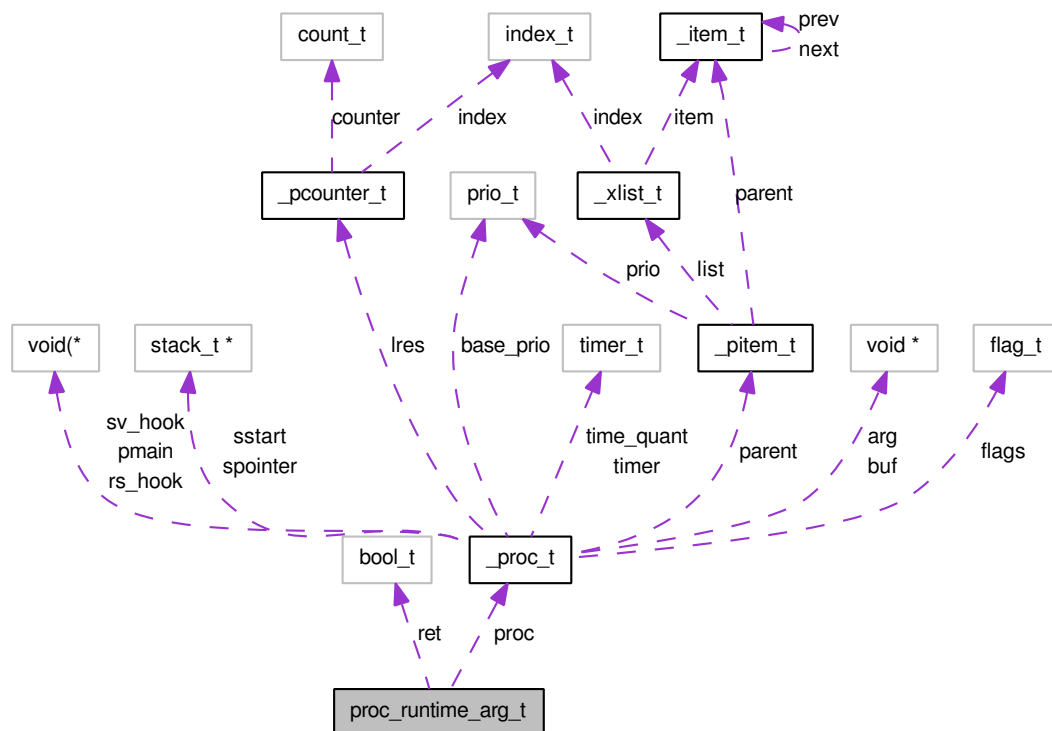 count_t
index_t
_item_t
prev
next
counter
index
index
item
_pcounter_t
prio_t
_xlist_t
parent
prio
list
void(*
stack_t *
lres
base_prio
timer_t
_pitem_t
void *
flag_t
sv_hook
pmain
rs_hook
sstart
spointer
time_quant
timer
parent
arg
buf
flags
bool_t
_proc_t
ret
proc
proc_runtime_arg_t